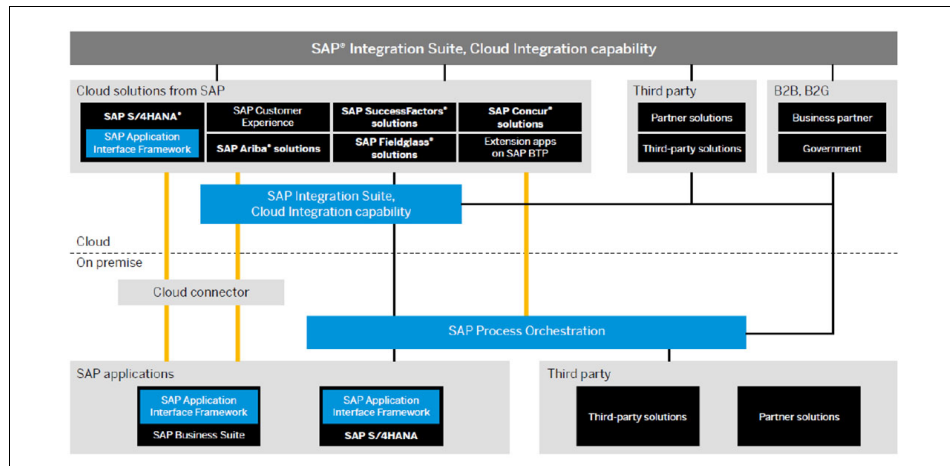 SAP® Integration Suite, Cloud Integration capability
Cloud solutions from SAP
SAP S/4HANA®
SAP Application
Interface Framework
SAP Customer
Experience
SAP Ariba® solutions
SAP SuccessFactors®
solutions
SAP Fieldglass®
solutions
SAP Concur®
solutions
Extension apps
on SAP BTP
Third party
Partner solutions
Third-party solutions
B2B, B2G
Business partner
Government
SAP Integration Suite,
Cloud Integration capability
Cloud
On premise
Cloud connector
SAP Process Orchestration
SAP applications
SAP Application
Interface Framework
SAP Business Suite
SAP Application
Interface Framework
SAP S/4HANA
Third party
Third-party solutions
Partner solutions